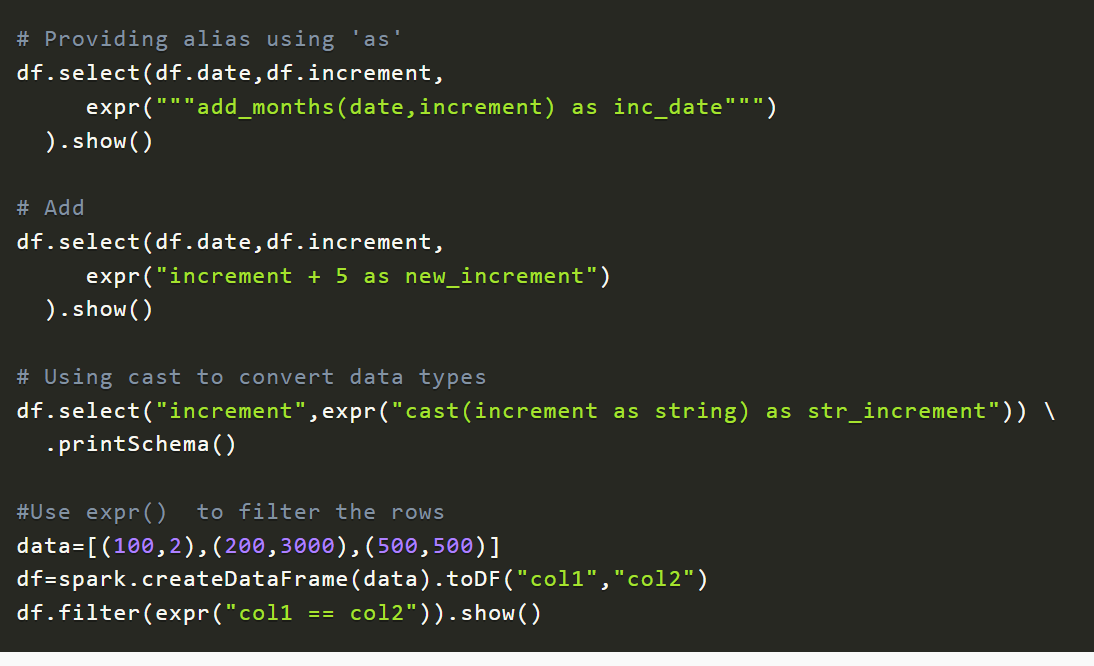 # Providing alias using 'as'
df.select(df.date,df.increment,
     expr("""add_months(date,increment) as inc_date""")
  ).show()

# Add
df.select(df.date,df.increment,
     expr("increment + 5 as new_increment")
  ).show()

# Using cast to convert data types
df.select("increment",expr("cast(increment as string) as str_increment")) \
  .printSchema()

#Use expr()  to filter the rows
data=[(100,2),(200,3000),(500,500)]
df=spark.createDataFrame(data).toDF("col1","col2")
df.filter(expr("col1 == col2")).show()